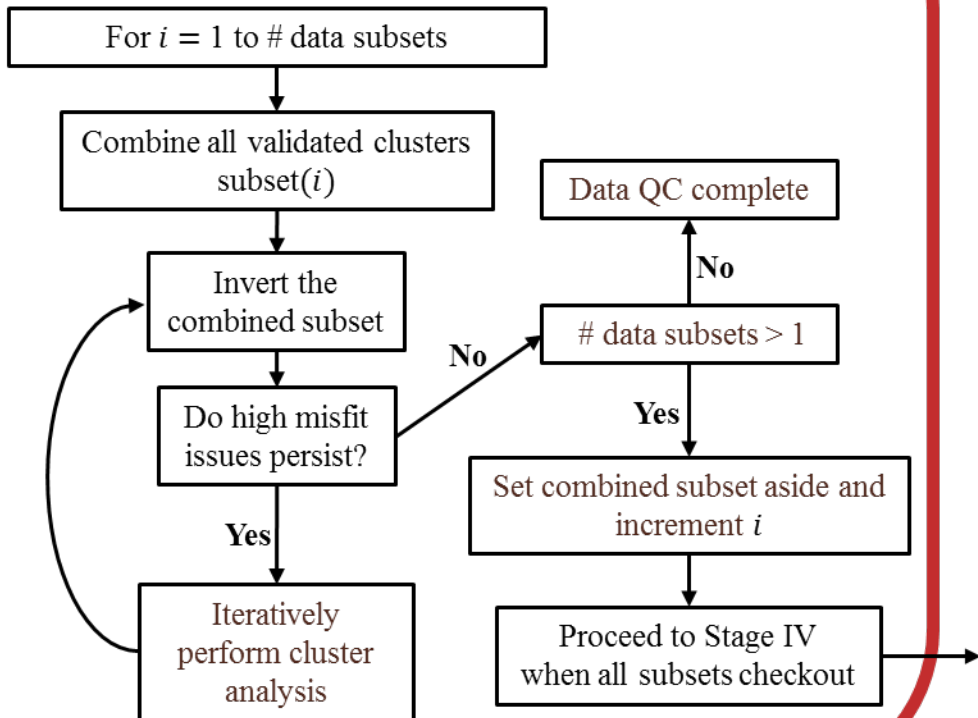 For i = 1 to # data subsets
Combine all validated clusters
subset(i)
Invert the
combined subset
Do high misfit
issues persist?
Yes
Iteratively
perform cluster
analysis
No
Data QC complete
No
# data subsets > 1
Yes
Set combined subset aside and
increment i
Proceed to Stage IV
when all subsets checkout